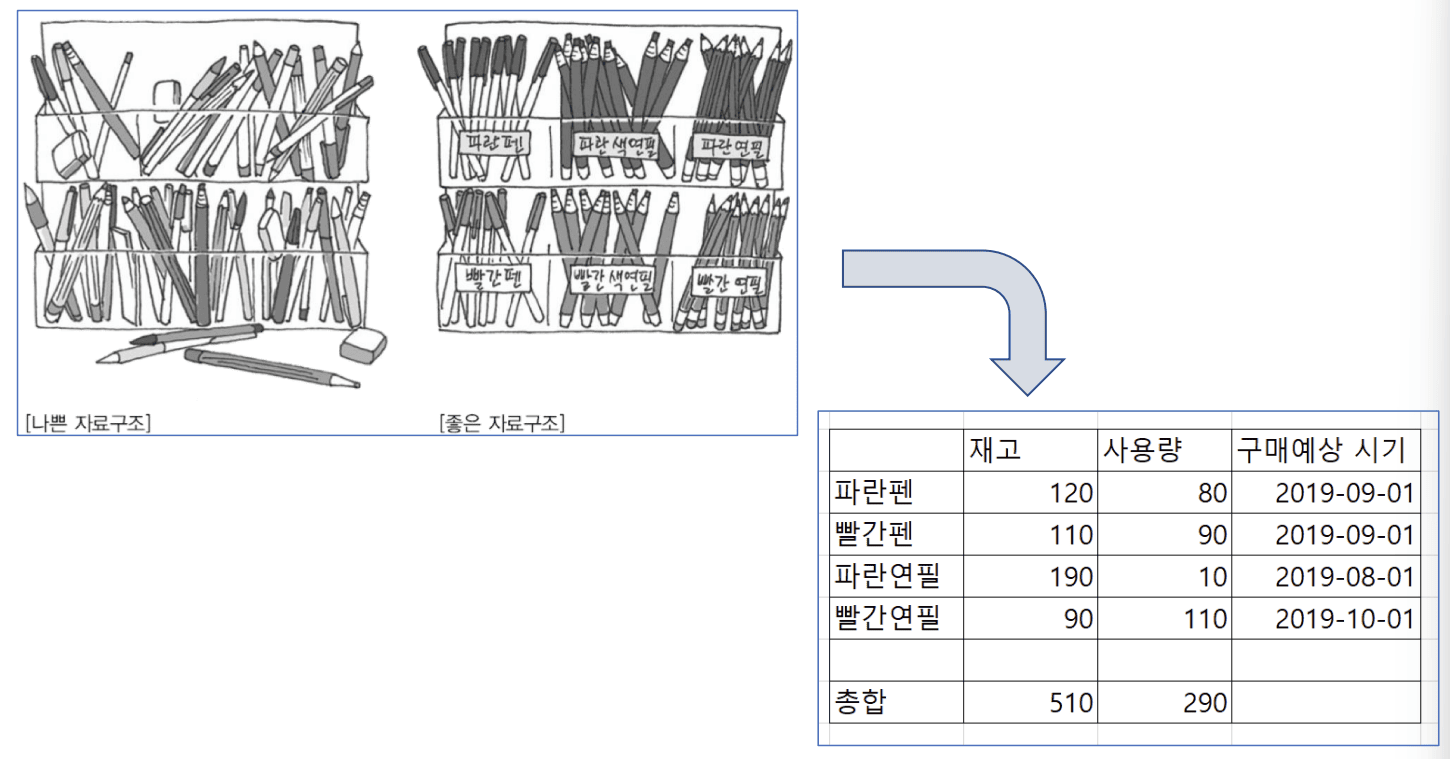 파란펜 파란색연필 파란연필
빨간펜 빨간색연필 빨간연필
[나쁜 자료구조] [좋은 자료구조]
재고 사용량 구매예상 시기
파란펜 120 80 2019-09-01
빨간펜 110 90 2019-09-01
파란연필 190 10 2019-08-01
빨간연필 90 110 2019-10-01
총합 510 290